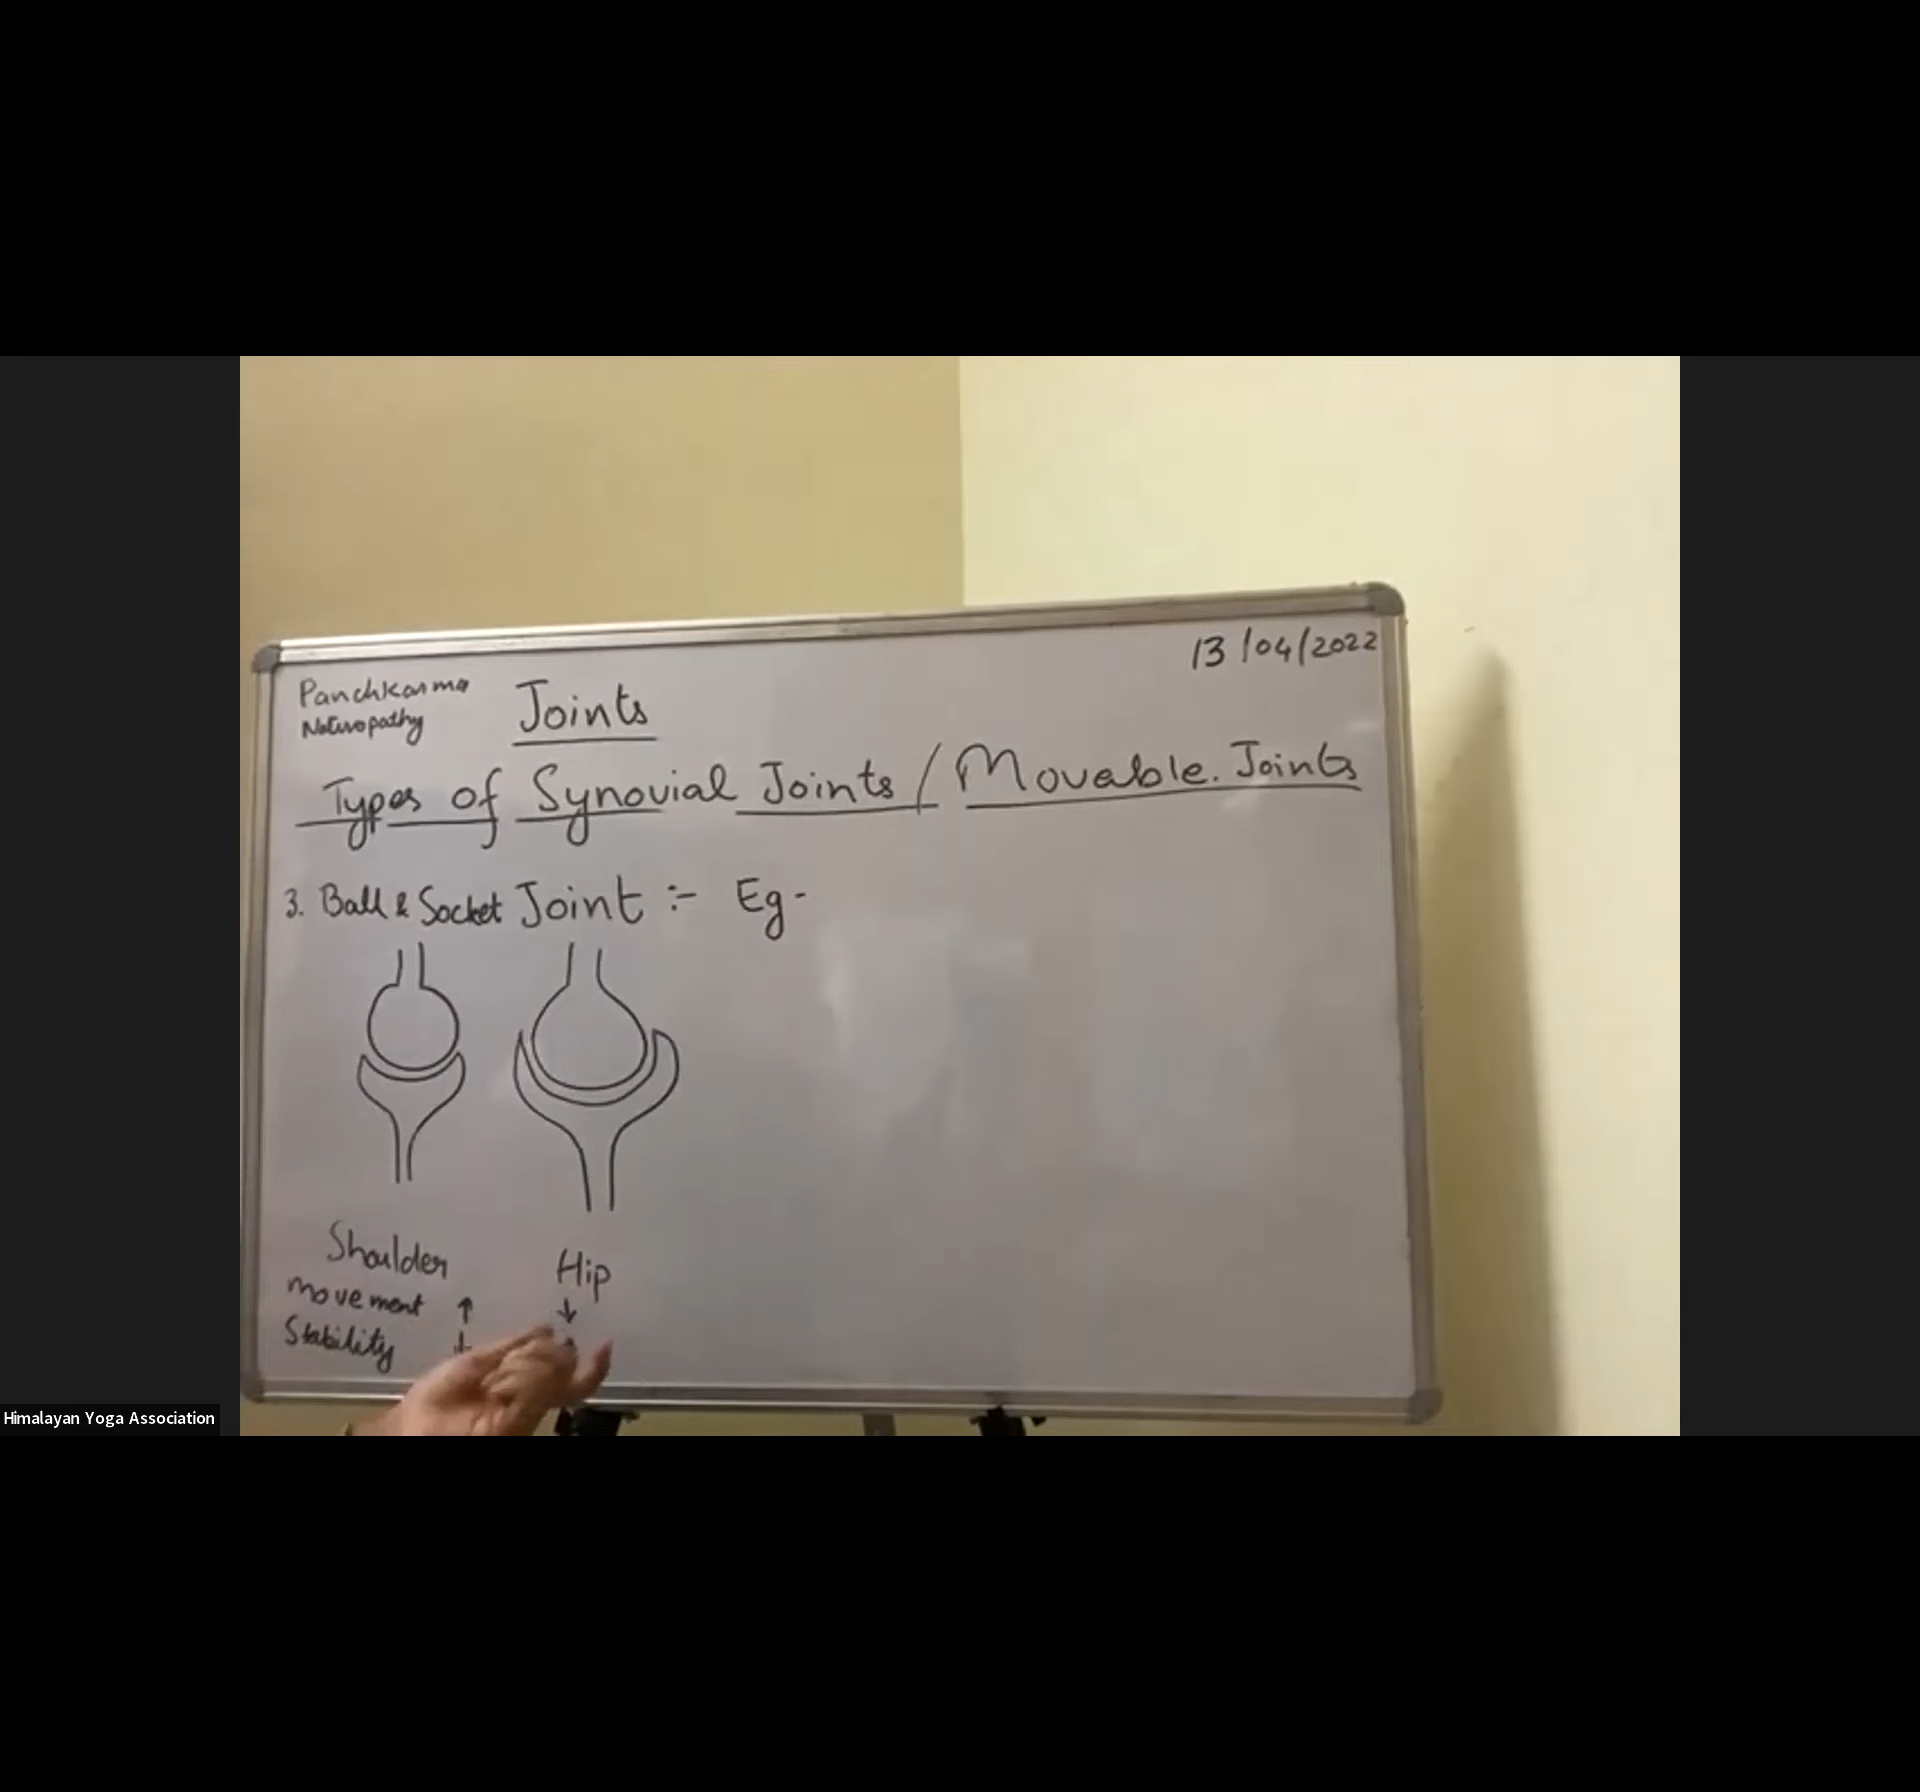 13/04/2022
Panchkarma
Naturopathy
Joints
Types of Synovial Joints / Movable. Joints
3. Ball & Socket Joint :- Eg -
Shoulder Hip
movement ↑ ↓
Stability ↓ ↑
Himalayan Yoga Association